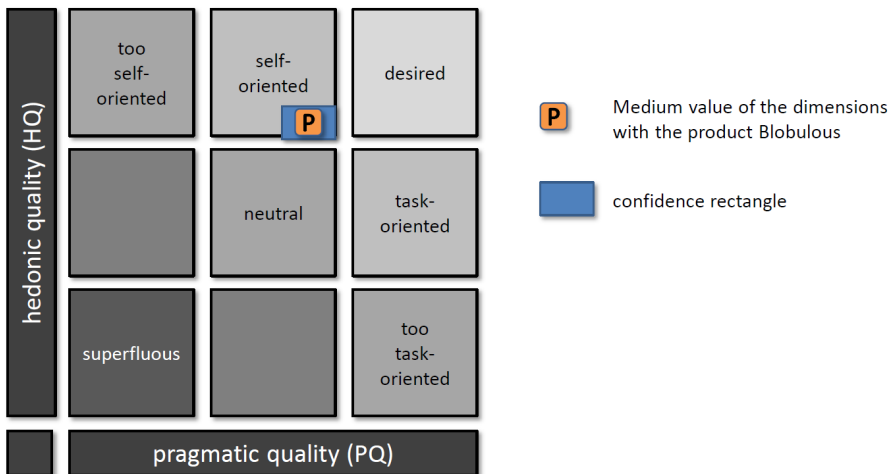 hedonic quality (HQ)
too
self-
oriented
self-
oriented
P
desired
neutral
task-
oriented
superfluous
too
task-
oriented
pragmatic quality (PQ)
P
Medium value of the dimensions
with the product Blobulous
confidence rectangle